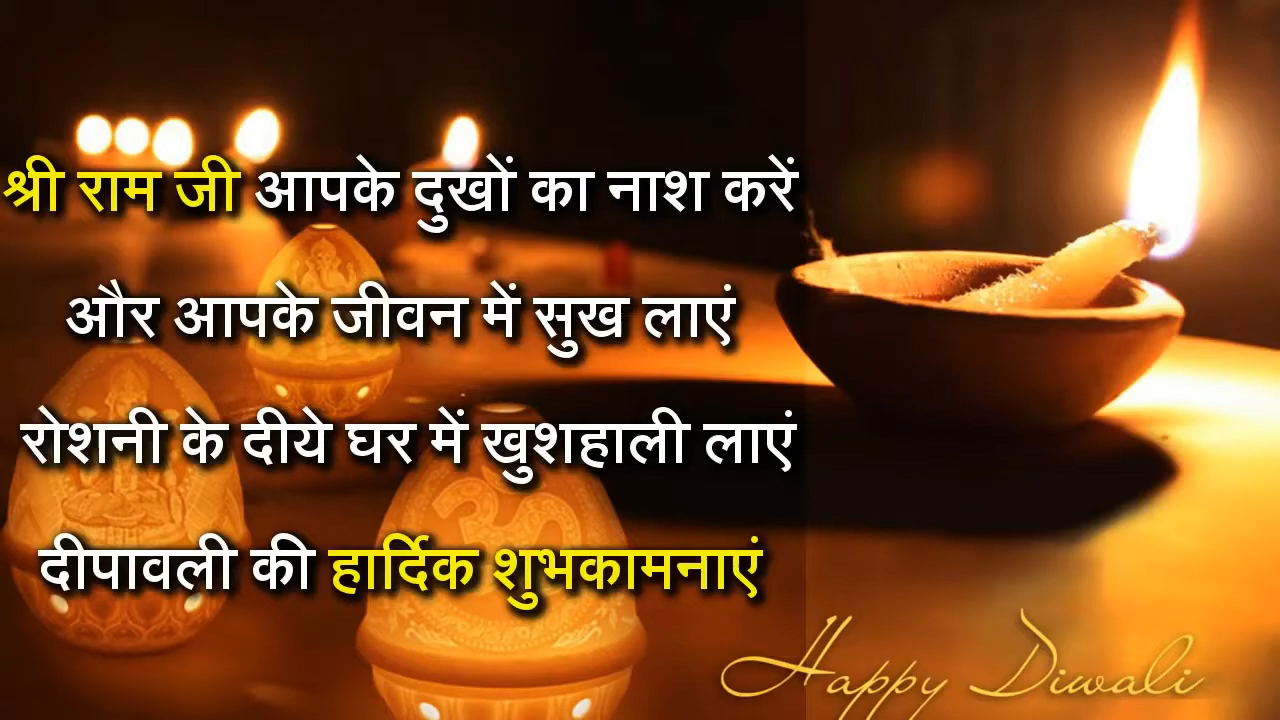 श्री राम जी आपके दुखों का नाश करें
और आपके जीवन में सुख लाएं
रोशनी के दीये घर में खुशहाली लाएं
दीपावली की हार्दिक शुभकामनाएं
Happy Diwali